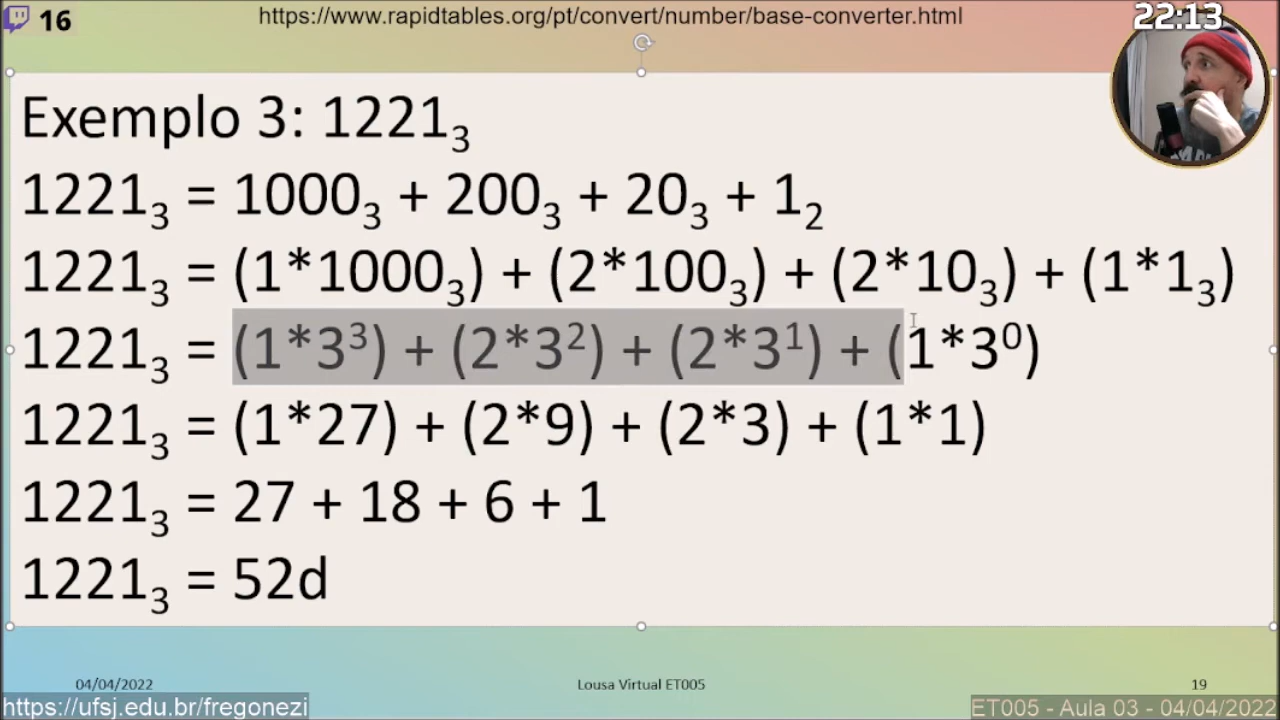 16
https://www.rapidtables.org/pt/convert/number/base-converter.html
22:13
Exemplo 3: 1221₃
1221₃ = 1000₃ + 200₃ + 20₃ + 1₂
1221₃ = (1*1000₃) + (2*100₃) + (2*10₃) + (1*1₃)
1221₃ = (1*3³) + (2*3²) + (2*3¹) + (1*3⁰)
1221₃ = (1*27) + (2*9) + (2*3) + (1*1)
1221₃ = 27 + 18 + 6 + 1
1221₃ = 52d
04/04/2022
Lousa Virtual ET005
19
https://ufsj.edu.br/fregonezi
ET005 - Aula 03 - 04/04/2022